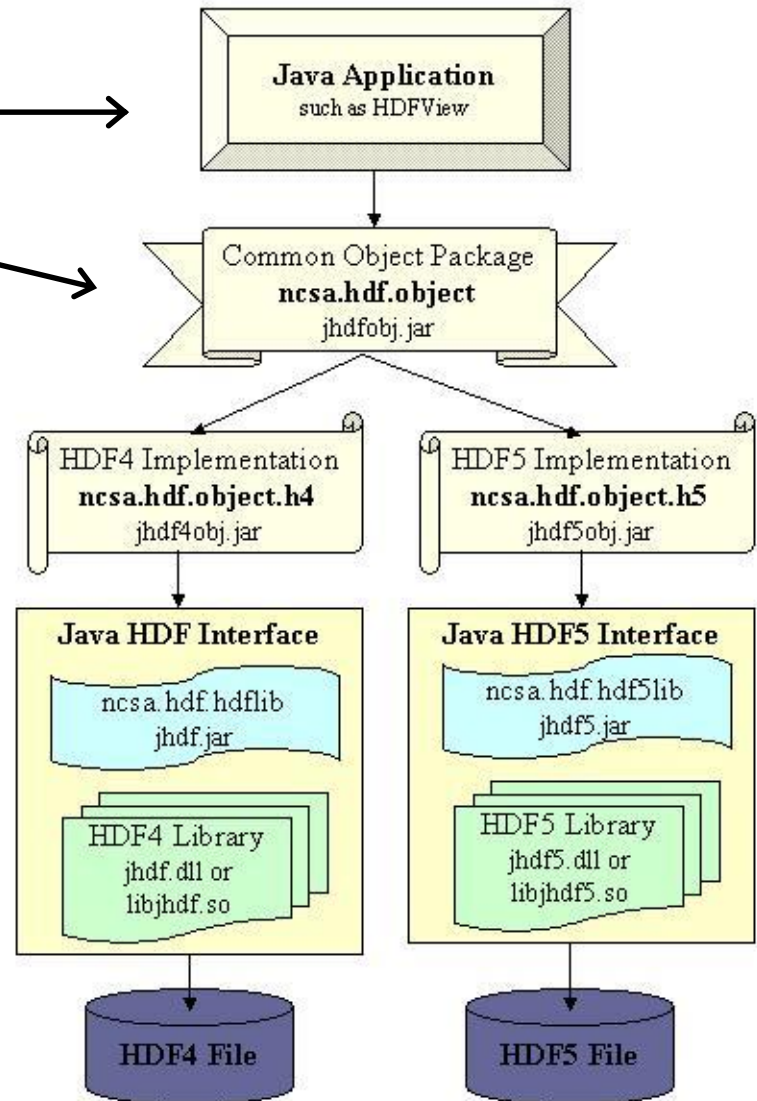 Java Application
such as HDFView
Common Object Package
ncsa.hdf.object
jhdfobj.jar
HDF4 Implementation
ncsa.hdf.object.h4
jhdf4obj.jar
HDF5 Implementation
ncsa.hdf.object.h5
jhdf5obj.jar
Java HDF Interface
ncsa.hdf.hdflib
jhdf.jar
HDF4 Library
jhdf.dll or
libjhdf.so
Java HDF5 Interface
ncsa.hdf.hdf5lib
jhdf5.jar
HDF5 Library
jhdf5.dll or
libjhdf5.so
HDF4 File
HDF5 File